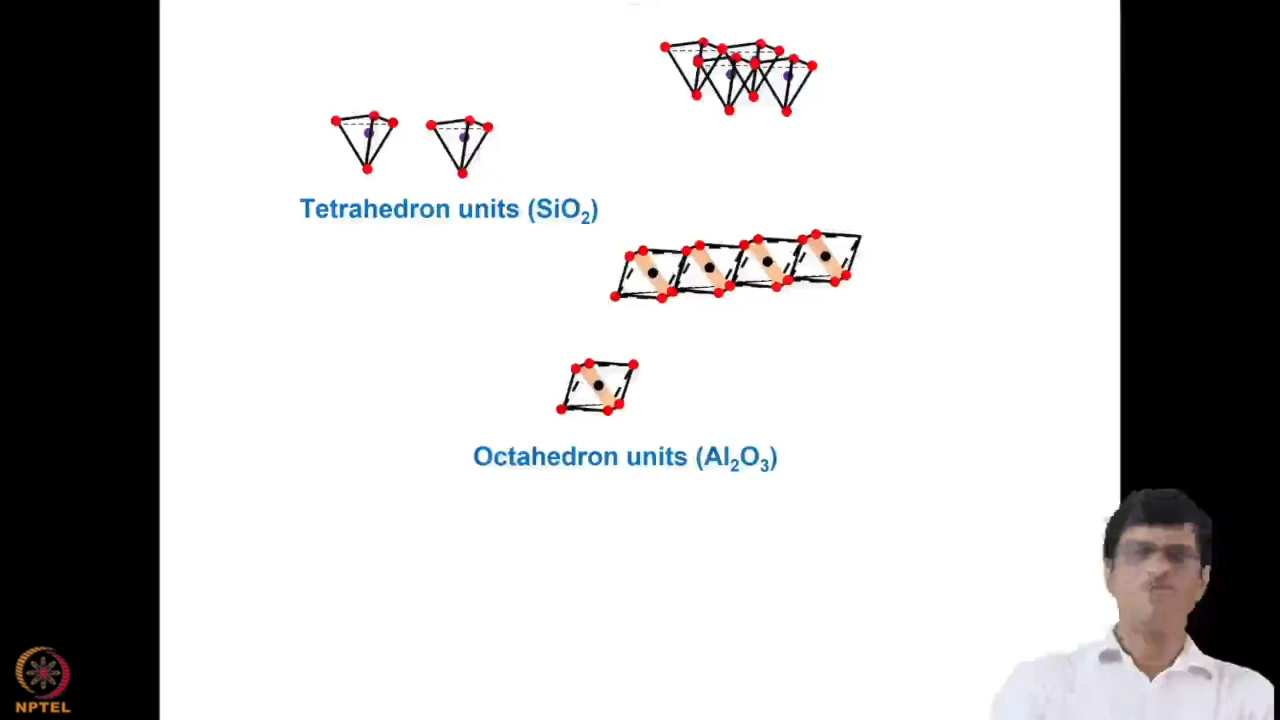 Tetrahedron units (SiO₂)
Octahedron units (Al₂O₃)
NPTEL